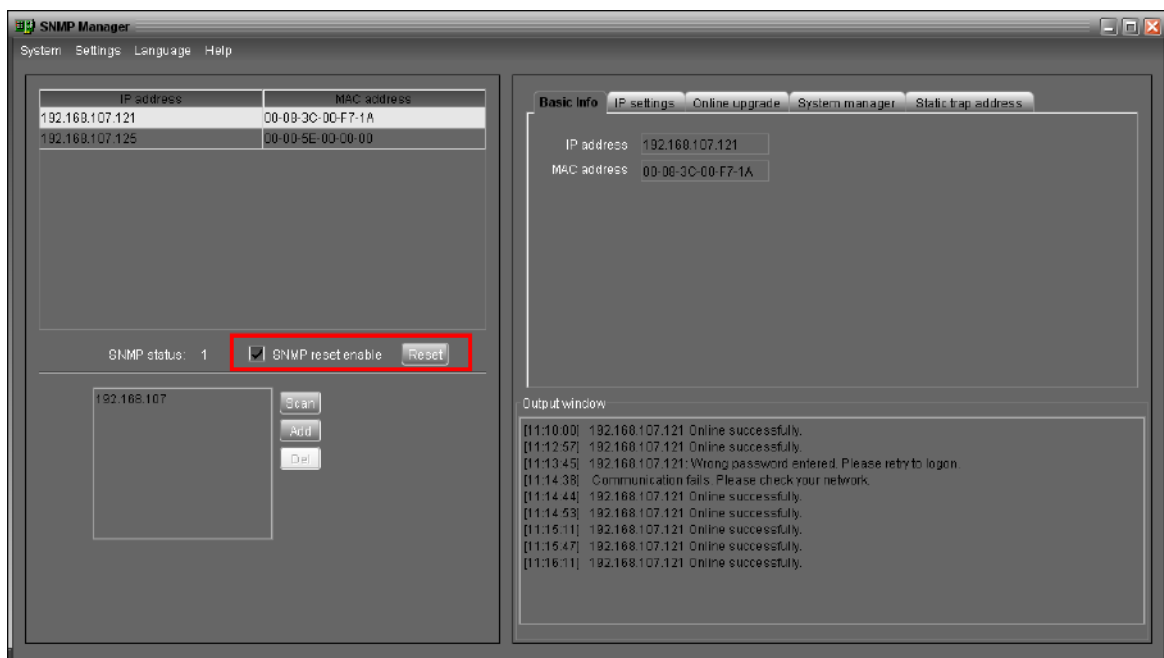 SNMP Manager
System Settings Language Help
IP address MAC address
192.168.107.121 00-08-3C-00-F7-1A
192.168.107.125 00-00-5E-00-00-00
SNMP status: 1 SNMP reset enable Reset
192.168.107
Scan
Add
Del
Basic Info IP settings Online upgrade System manager Static trap address
IP address 192.168.107.121
MAC address 00-08-3C-00-F7-1A
Output window
[11:10:00] 192.168.107.121 Online successfully.
[11:12:57] 192.168.107.121 Online successfully.
[11:13:45] 192.168.107.121: Wrong password entered. Please retry to logon.
[11:14:38] Communication fails. Please check your network.
[11:14:44] 192.168.107.121 Online successfully.
[11:14:53] 192.168.107.121 Online successfully.
[11:15:11] 192.168.107.121 Online successfully.
[11:15:47] 192.168.107.121 Online successfully.
[11:16:11] 192.168.107.121 Online successfully.